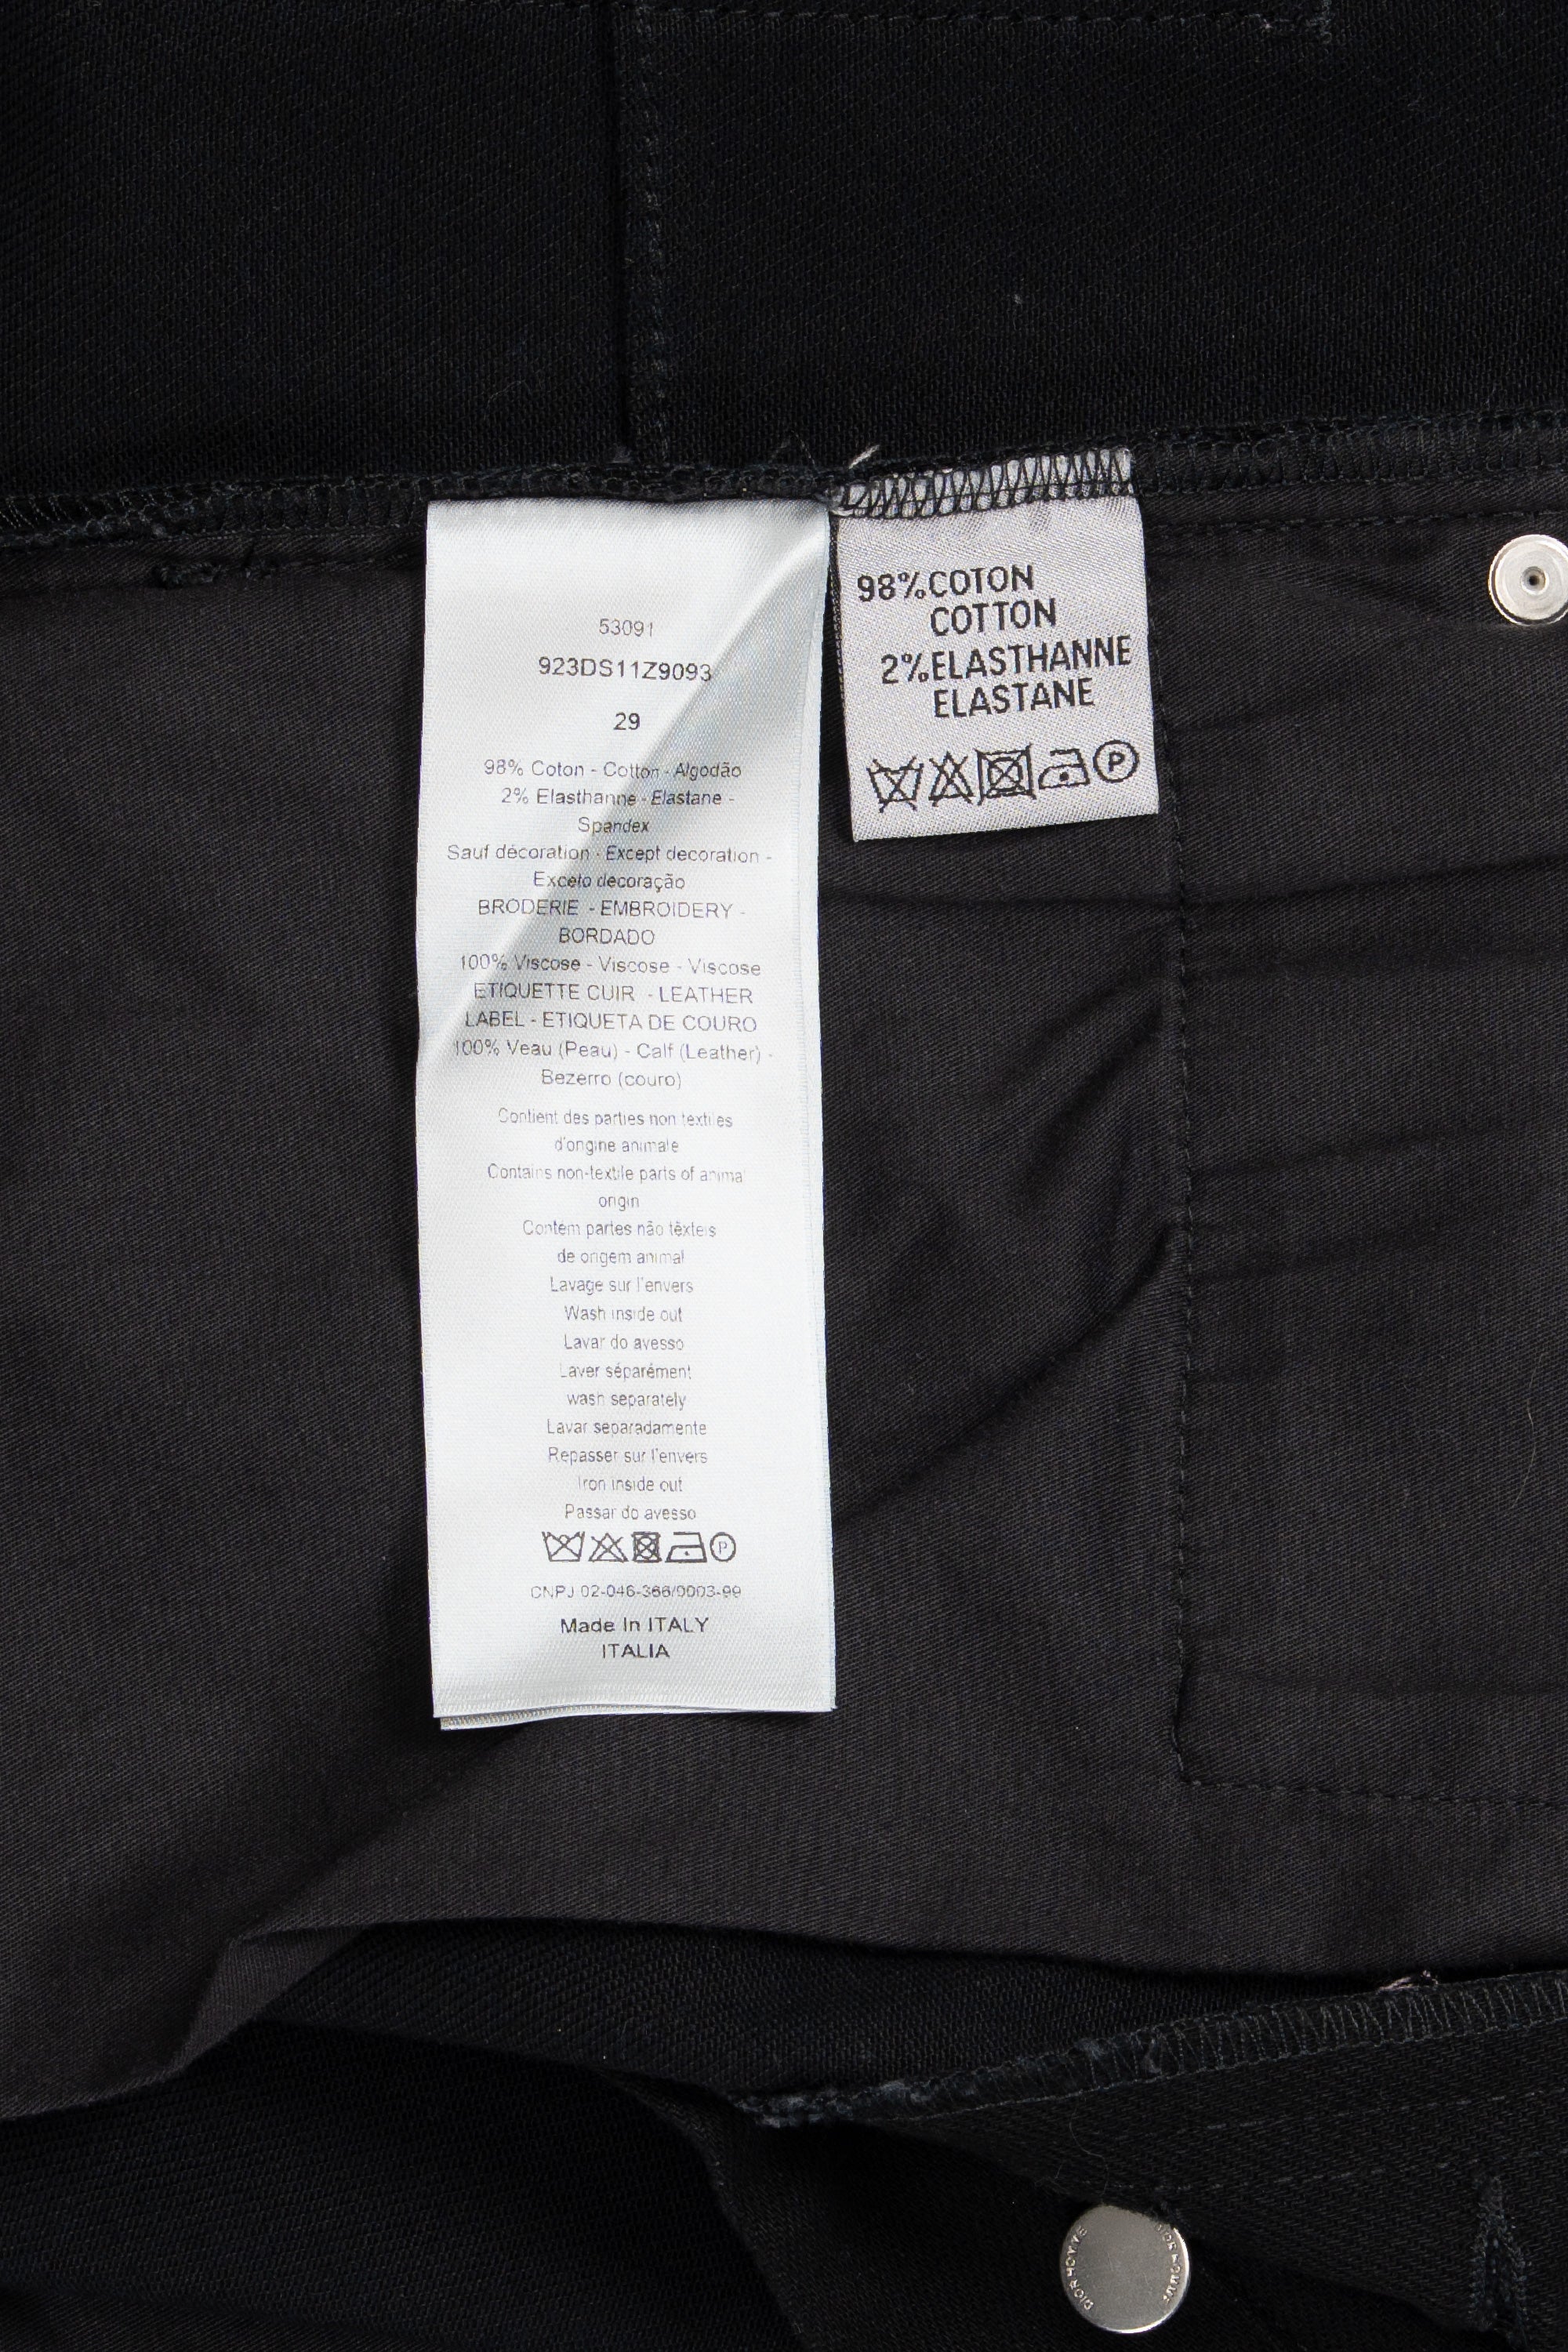 53091
923DS11Z9093
29
98% Coton - Cotton - Algodão
2% Elasthanne - Elastane -
Spandex
Sauf décoration - Except decoration -
Exceto decoração
BRODERIE - EMBROIDERY -
BORDADO
100% Viscose - Viscose - Viscose
ETIQUETTE CUIR - LEATHER
LABEL - ETIQUETA DE COURO
100% Veau (Peau) - Calf (Leather) -
Bezerro (couro)
Contient des parties non textiles
d'origine animale
Contains non-textile parts of animal
origin
Contem partes não têxteis
de origem animal
Lavage sur l'envers
Wash inside out
Lavar do avesso
Laver séparément
wash separately
Lavar separadamente
Repasser sur l'envers
Iron inside out
Passar do avesso
P
CNPJ 02-046-366/0003-99
Made In ITALY
ITALIA
98% COTON
COTTON
2% ELASTHANNE
ELASTANE
P
DIOR HOMME
DIOR HOMME